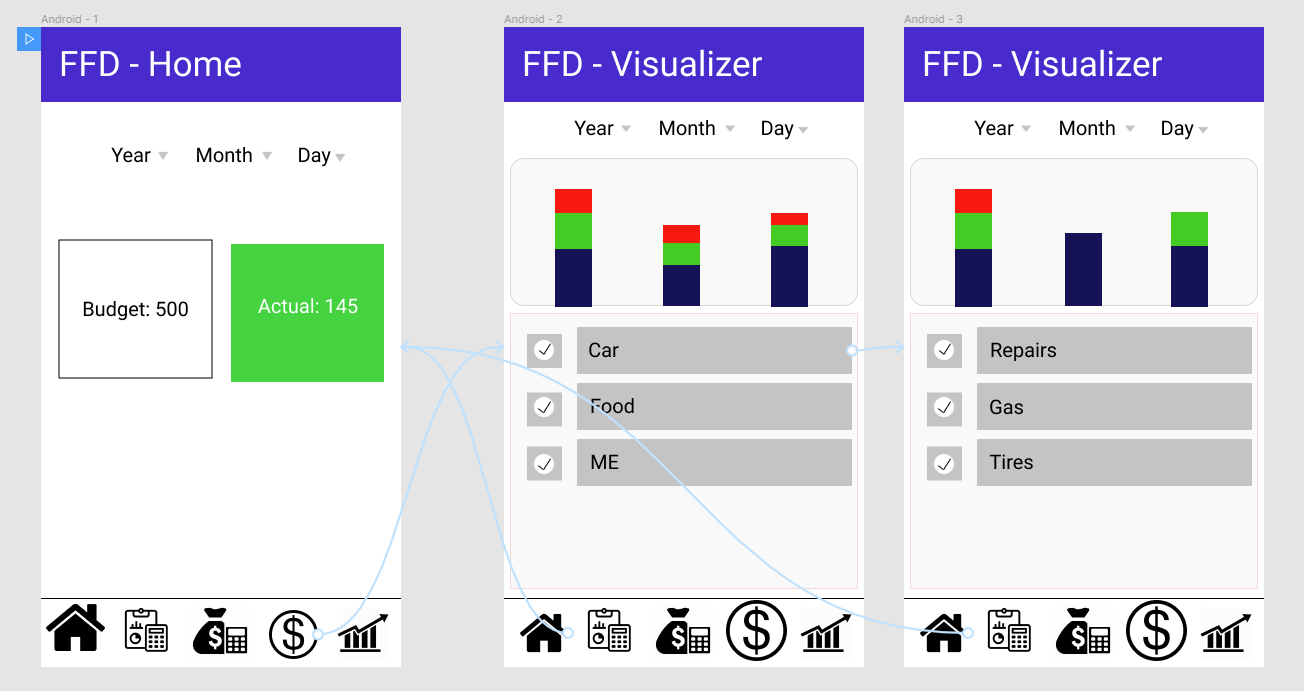 Android - 1
FFD - Home
Year Month Day
Budget: 500
Actual: 145
$ $
Android - 2
FFD - Visualizer
Year Month Day
Car
Food
ME
$ $
Android - 3
FFD - Visualizer
Year Month Day
Repairs
Gas
Tires
$ $